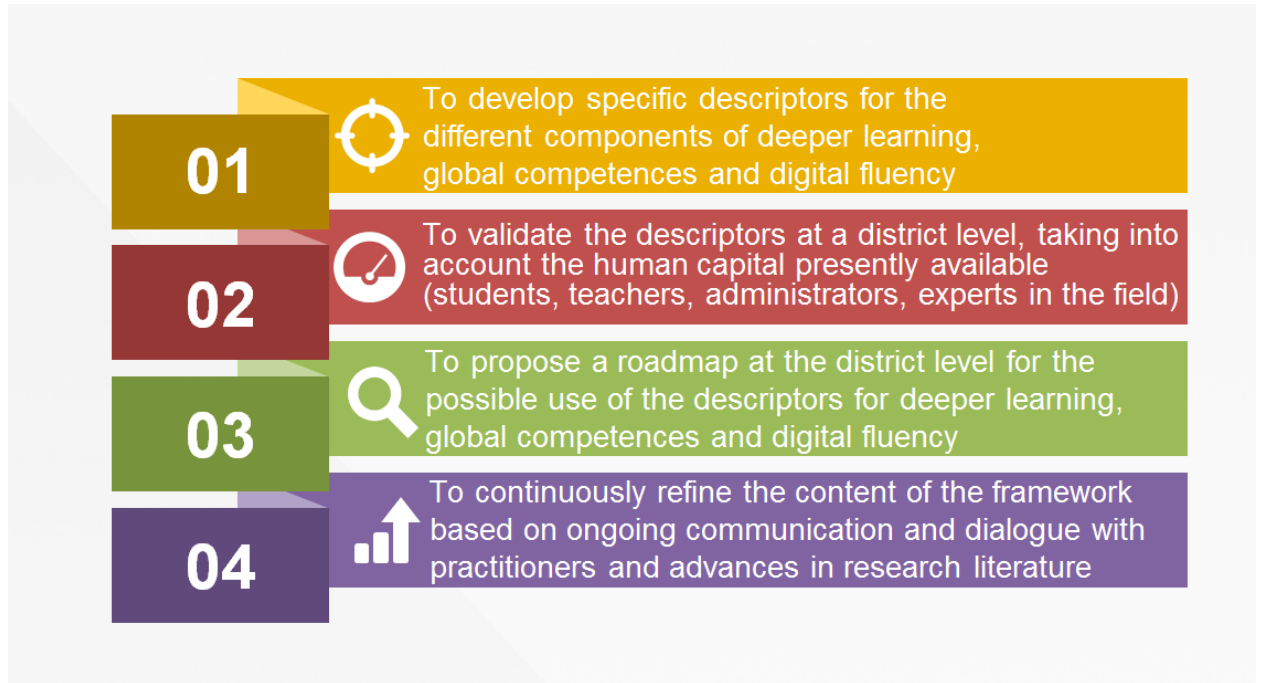 01
To develop specific descriptors for the
different components of deeper learning,
global competences and digital fluency
02
To validate the descriptors at a district level, taking into
account the human capital presently available
(students, teachers, administrators, experts in the field)
03
To propose a roadmap at the district level for the
possible use of the descriptors for deeper learning,
global competences and digital fluency
04
To continuously refine the content of the framework
based on ongoing communication and dialogue with
practitioners and advances in research literature